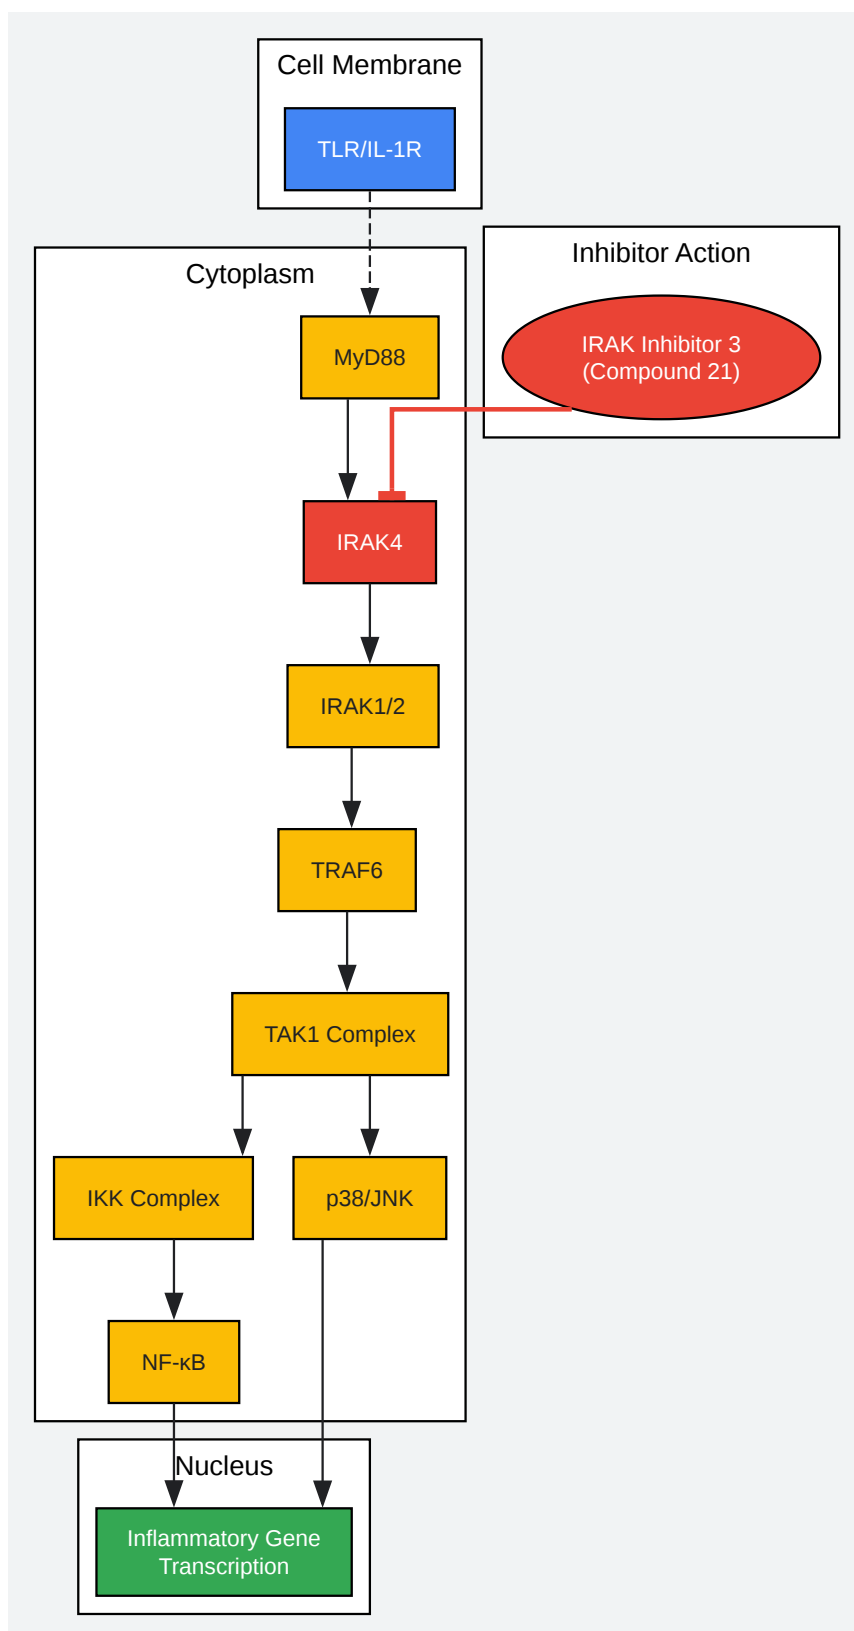 Cell Membrane
TLR/IL-1R
Inhibitor Action
Cytoplasm
IRAK Inhibitor 3
(Compound 21)
MyD88
IRAK4
IRAK1/2
TRAF6
TAK1 Complex
IKK Complex
p38/JNK
NF-κB
Nucleus
Inflammatory Gene
Transcription